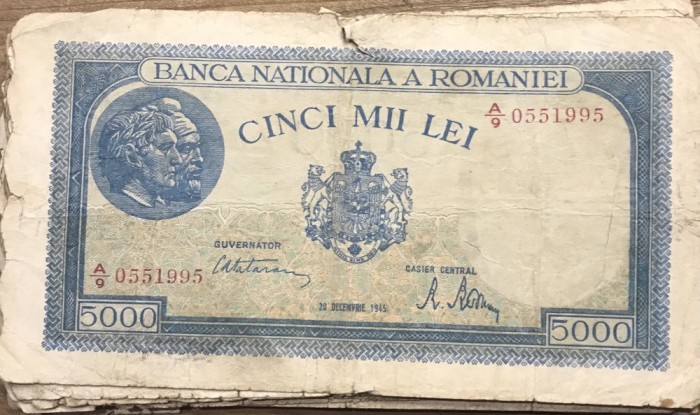 BANCA NATIONALA A ROMANIEI
CINCI MII LEI
A/9 0551995
GUVERNATOR
CASIER CENTRAL
A/9 0551995
20 DECEMVRIE 1945
5000
5000